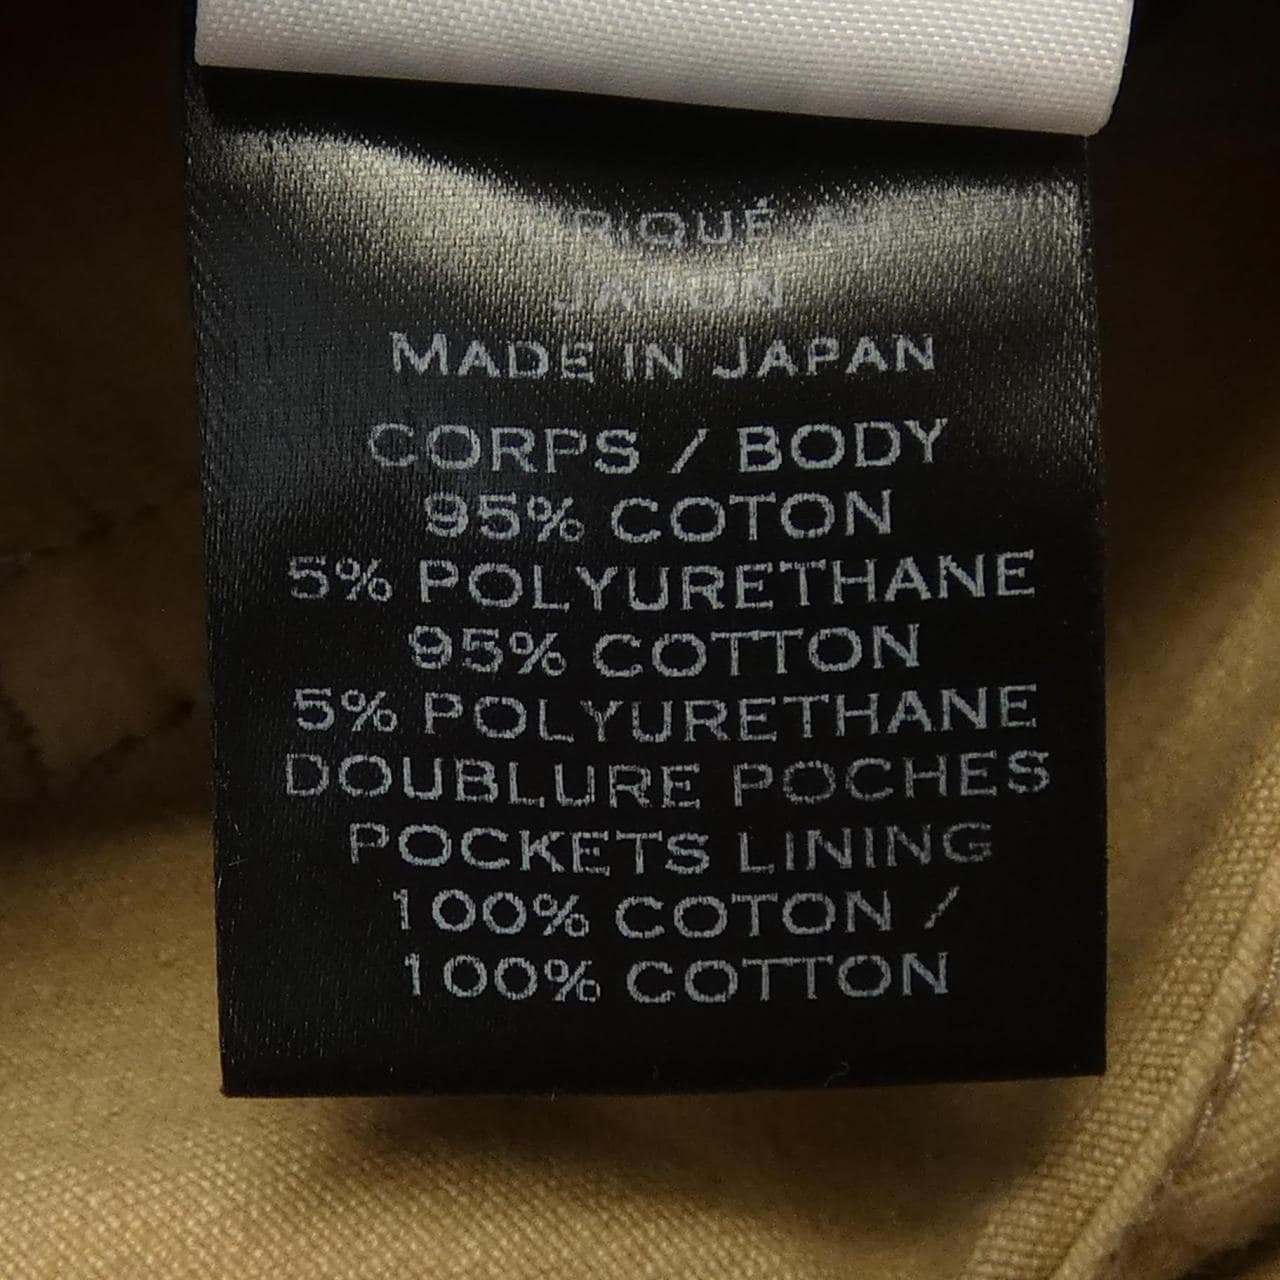 JAPON
MADE IN JAPAN
CORPS / BODY
95% COTON
5% POLYURETHANE
95% COTTON
5% POLYURETHANE
DOUBLURE POCHES
POCKETS LINING
100% COTON /
100% COTTON